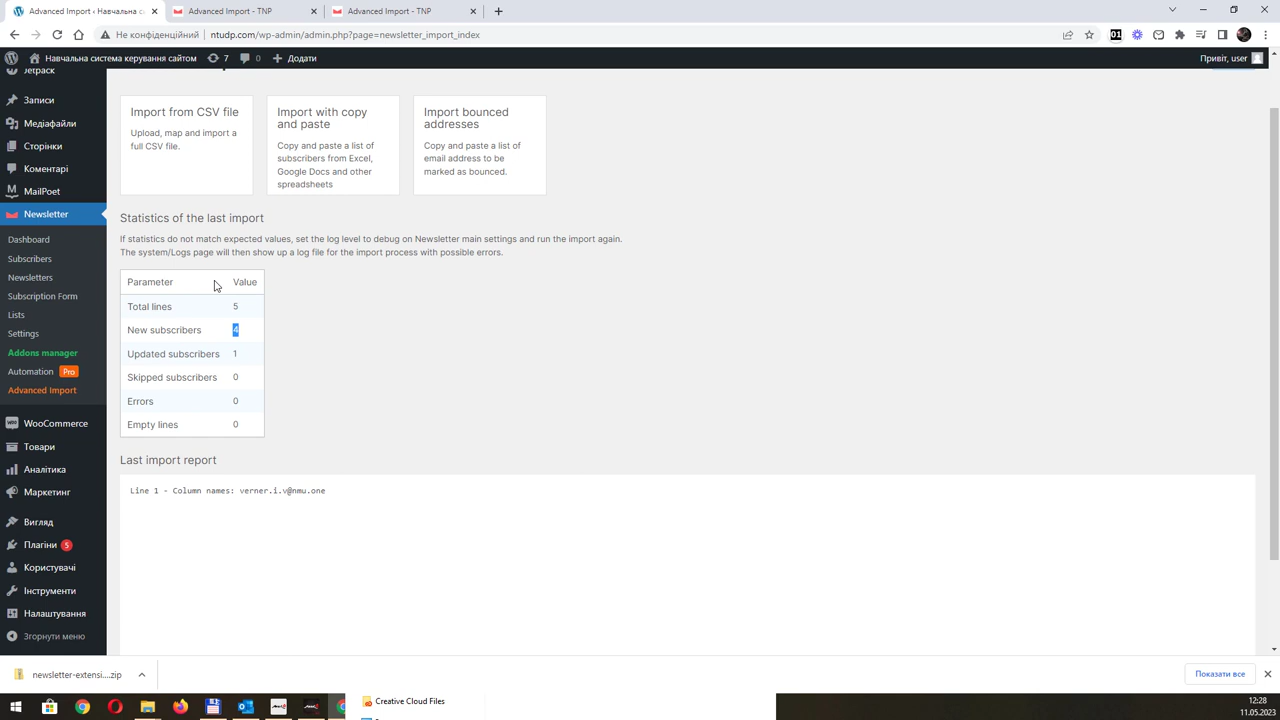 Advanced Import ‹ Навчальна с
Advanced Import - TNP
Advanced Import - TNP
Не конфіденційний
ntudp.com/wp-admin/admin.php?page=newsletter_import_index
01
Навчальна система керування сайтом
7
0
Додати
Привіт, user
Jetpack
Записи
Медіафайли
Сторінки
Коментарі
MailPoet
Newsletter
Dashboard
Subscribers
Newsletters
Subscription Form
Lists
Settings
Addons manager
Automation Pro
Advanced Import
WooCommerce
Товари
Аналітика
Маркетинг
Вигляд
Плагіни 5
Користувачі
Інструменти
Налаштування
Згорнути меню
Import from CSV file
Upload, map and import a
full CSV file.
Import with copy
and paste
Copy and paste a list of
subscribers from Excel,
Google Docs and other
spreadsheets
Import bounced
addresses
Copy and paste a list of
email address to be
marked as bounced.
Statistics of the last import
If statistics do not match expected values, set the log level to debug on Newsletter main settings and run the import again.
The system/Logs page will then show up a log file for the import process with possible errors.
Parameter Value
Total lines 5
New subscribers 4
Updated subscribers 1
Skipped subscribers 0
Errors 0
Empty lines 0
Last import report
Line 1 - Column names: verner.i.v@nmu.one
newsletter-extensi....zip
Показати все
Creative Cloud Files
12:28
11.05.2023